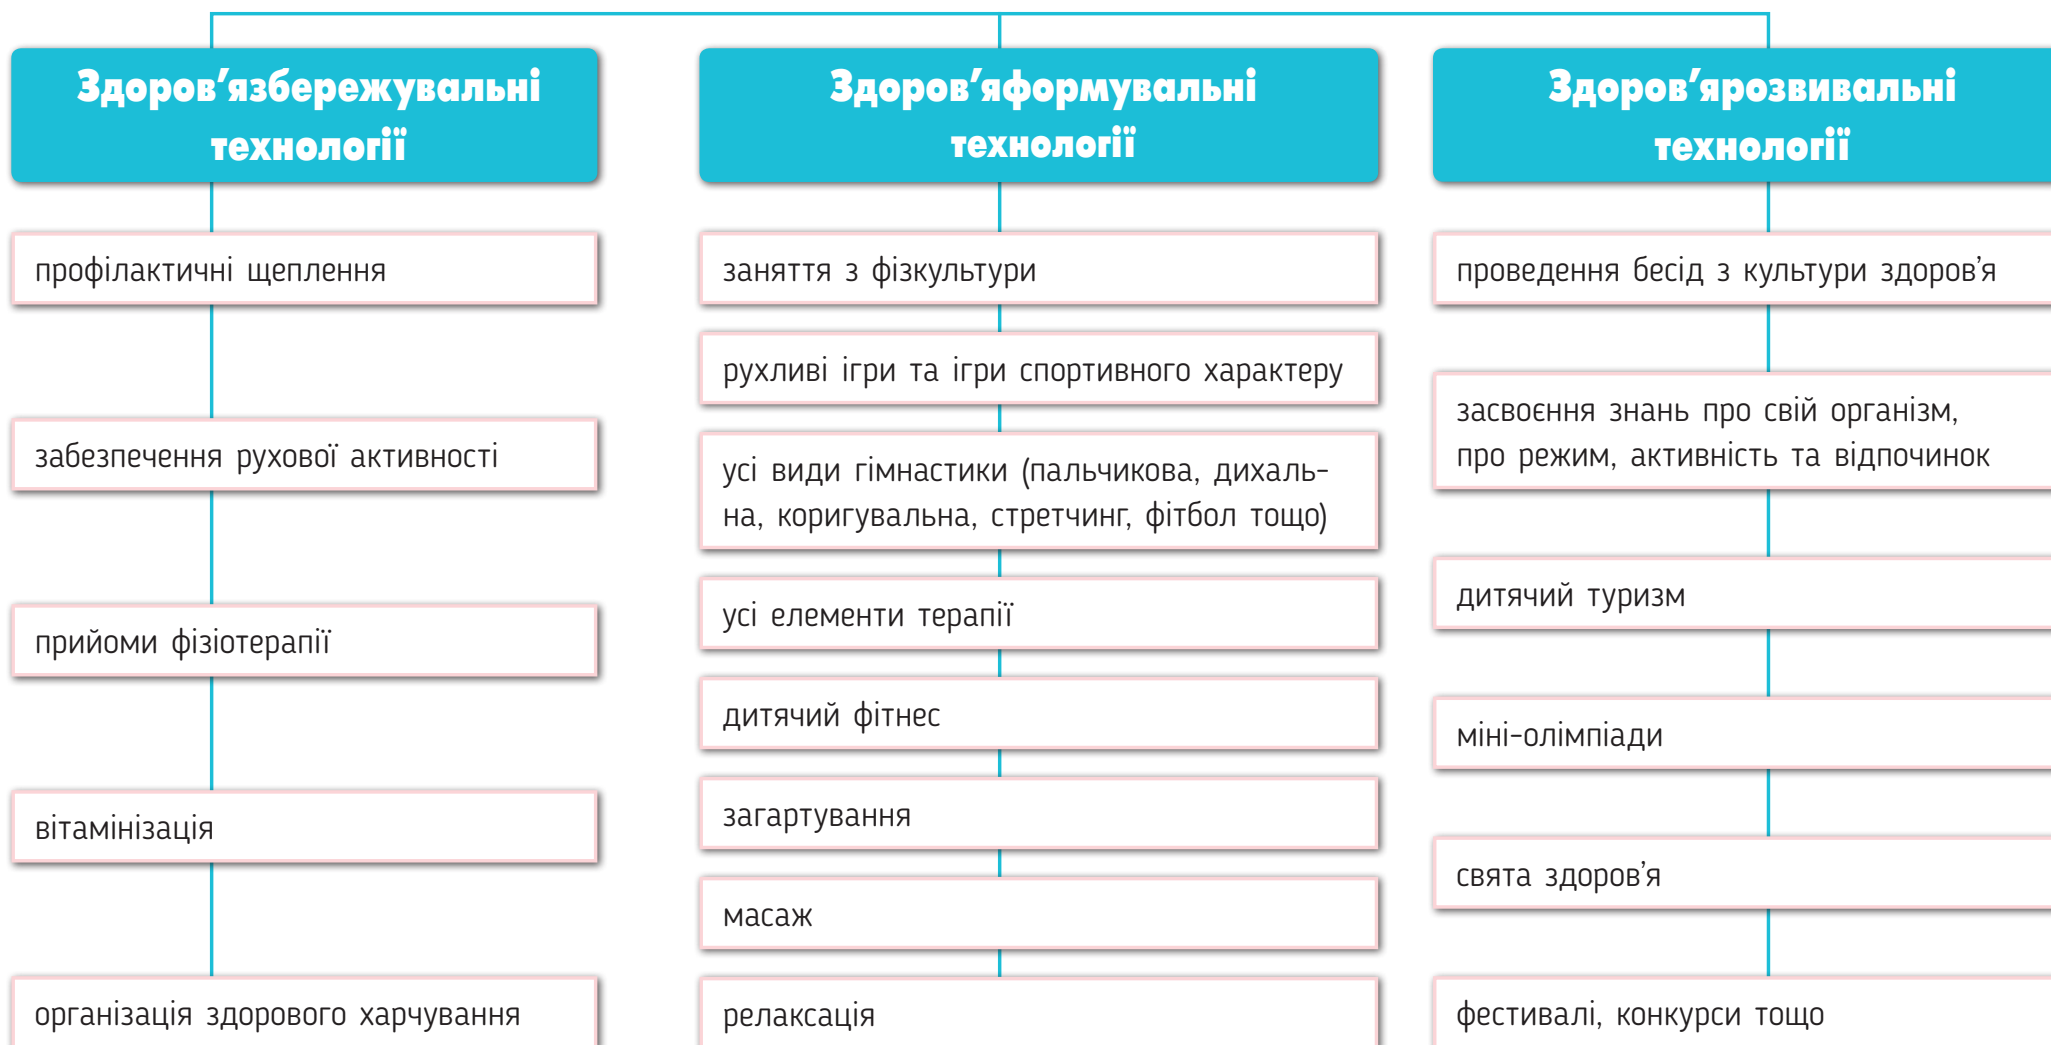 Здоров’язбережувальні
технології
профілактичні щеплення
забезпечення рухової активності
прийоми фізіотерапії
вітамінізація
організація здорового харчування
Здоров’яформувальні
технології
заняття з фізкультури
рухливі ігри та ігри спортивного характеру
усі види гімнастики (пальчикова, дихаль-
на, коригувальна, стретчинг, фітбол тощо)
усі елементи терапії
дитячий фітнес
загартування
масаж
релаксація
Здоров’ярозвивальні
технології
проведення бесід з культури здоров’я
засвоєння знань про свій організм,
про режим, активність та відпочинок
дитячий туризм
міні-олімпіади
свята здоров’я
фестивалі, конкурси тощо